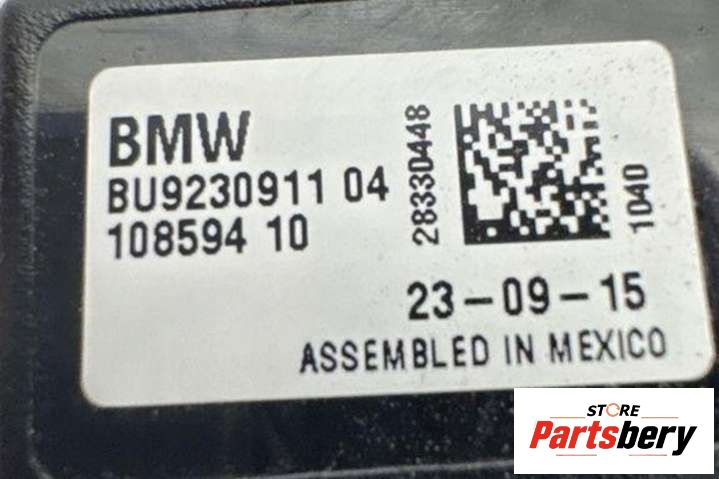 BMW
BU9230911 04
108594 10
28330448
1040
23-09-15
ASSEMBLED IN MEXICO
STORE
Partsbery